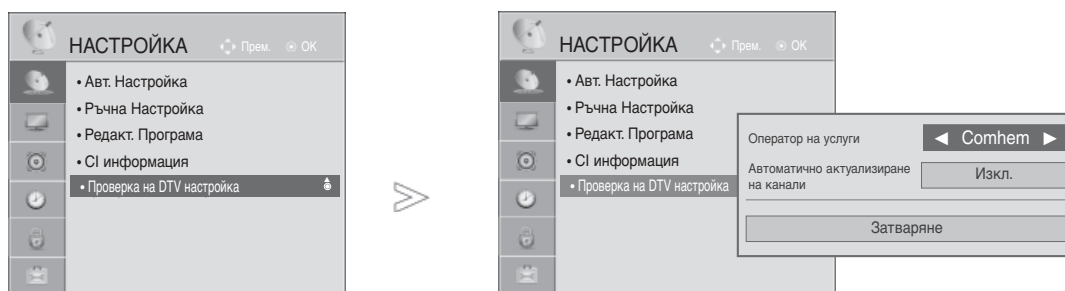 НАСТРОЙКА Прем. OK
• Авт. Настройка
• Ръчна Настройка
• Редакт. Програма
• CI информация
• Проверка на DTV настройка
НАСТРОЙКА Прем. OK
• Авт. Настройка
• Ръчна Настройка
• Редакт. Програма
• CI информация
• Проверка на DTV настройка
Оператор на услуги ◄ Comhem ►
Автоматично актуализиране
на канали
Изкл.
Затваряне